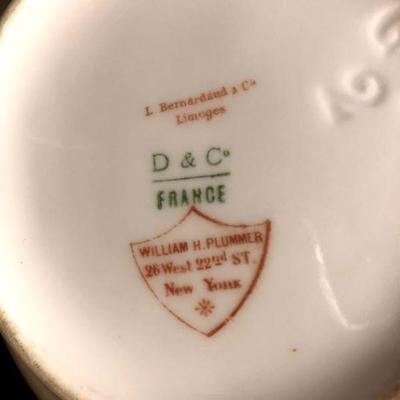 L. Bernardaud & Cie
Limoges
D & Co
FRANCE
WILLIAM H. PLUMMER
26 West 22nd ST.
New York